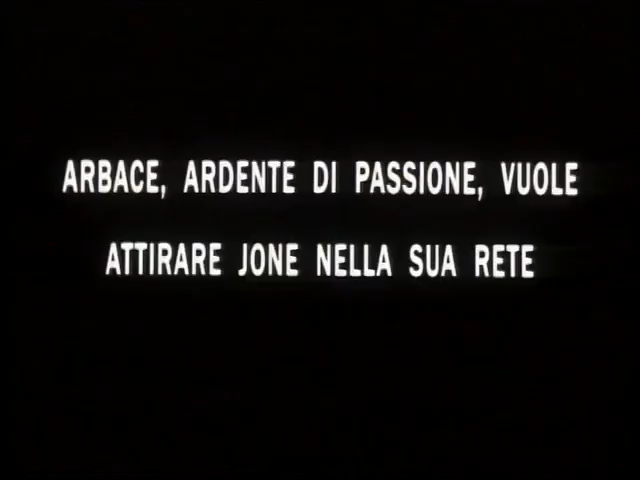 ARBACE, ARDENTE DI PASSIONE, VUOLE
ATTIRARE JONE NELLA SUA RETE